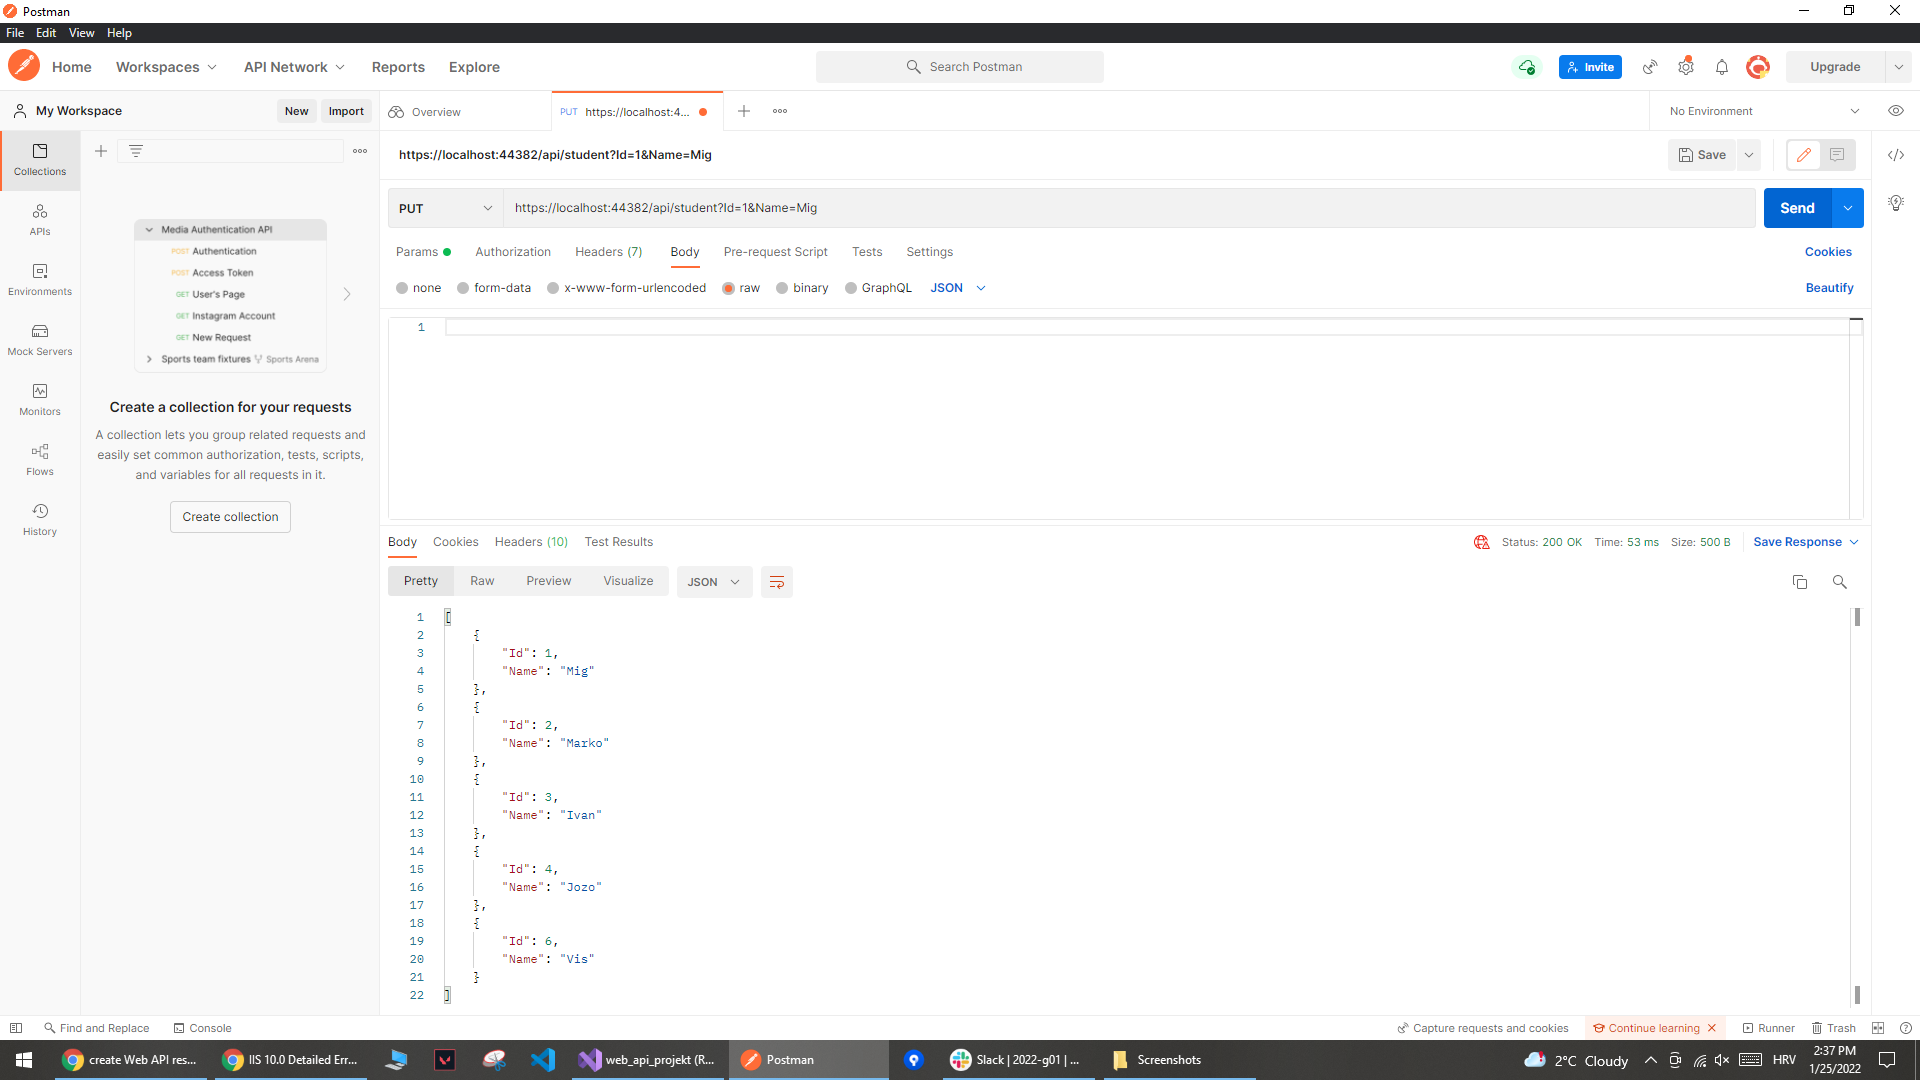 Postman
File Edit View Help
Home Workspaces API Network Reports Explore Search Postman Invite Upgrade
My Workspace New Import Overview PUT https://localhost:4... No Environment
Collections
APIs
Environments
Mock Servers
Monitors
Flows
History
Media Authentication API
POST Authentication
POST Access Token
GET User's Page
GET Instagram Account
GET New Request
Sports team fixtures Sports Arena
Create a collection for your requests
A collection lets you group related requests and
easily set common authorization, tests, scripts,
and variables for all requests in it.
Create collection
https://localhost:44382/api/student?Id=1&Name=Mig Save
PUT https://localhost:44382/api/student?Id=1&Name=Mig Send
Params Authorization Headers (7) Body Pre-request Script Tests Settings Cookies
none form-data x-www-form-urlencoded raw binary GraphQL JSON Beautify
1
Body Cookies Headers (10) Test Results Status: 200 OK Time: 53 ms Size: 500 B Save Response
Pretty Raw Preview Visualize JSON
1 [
2 {
3 "Id": 1,
4 "Name": "Mig"
5 },
6 {
7 "Id": 2,
8 "Name": "Marko"
9 },
10 {
11 "Id": 3,
12 "Name": "Ivan"
13 },
14 {
15 "Id": 4,
16 "Name": "Jozo"
17 },
18 {
19 "Id": 6,
20 "Name": "Vis"
21 }
22 ]
Find and Replace Console Capture requests and cookies Continue learning Runner Trash
create Web API res... IIS 10.0 Detailed Err... web_api_projekt (R... Postman Slack | 2022-g01 | ... Screenshots 2°C Cloudy HRV 2:37 PM
1/25/2022